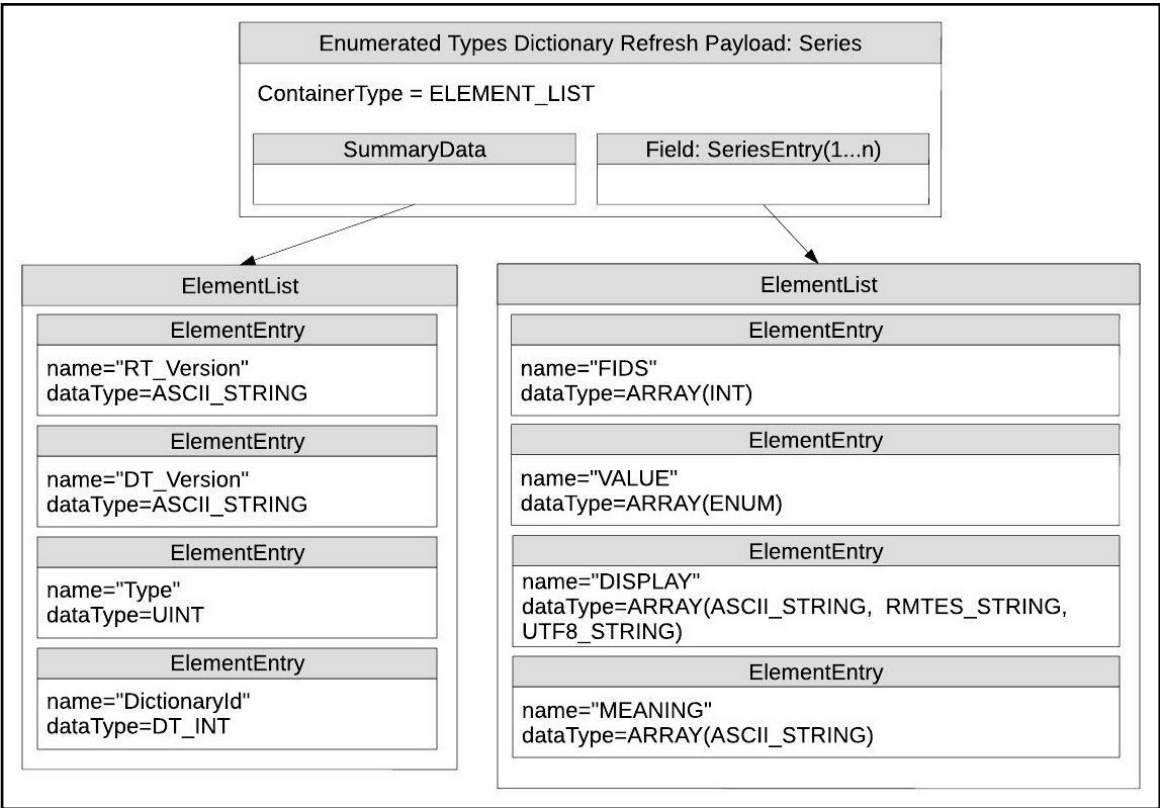 Enumerated Types Dictionary Refresh Payload: Series
ContainerType = ELEMENT_LIST
SummaryData
Field: SeriesEntry(1...n)
ElementList
ElementEntry
name="RT_Version"
dataType=ASCII_STRING
ElementEntry
name="DT_Version"
dataType=ASCII_STRING
ElementEntry
name="Type"
dataType=UINT
ElementEntry
name="DictionaryId"
dataType=DT_INT
ElementList
ElementEntry
name="FIDS"
dataType=ARRAY(INT)
ElementEntry
name="VALUE"
dataType=ARRAY(ENUM)
ElementEntry
name="DISPLAY"
dataType=ARRAY(ASCII_STRING, RMTES_STRING,
UTF8_STRING)
ElementEntry
name="MEANING"
dataType=ARRAY(ASCII_STRING)